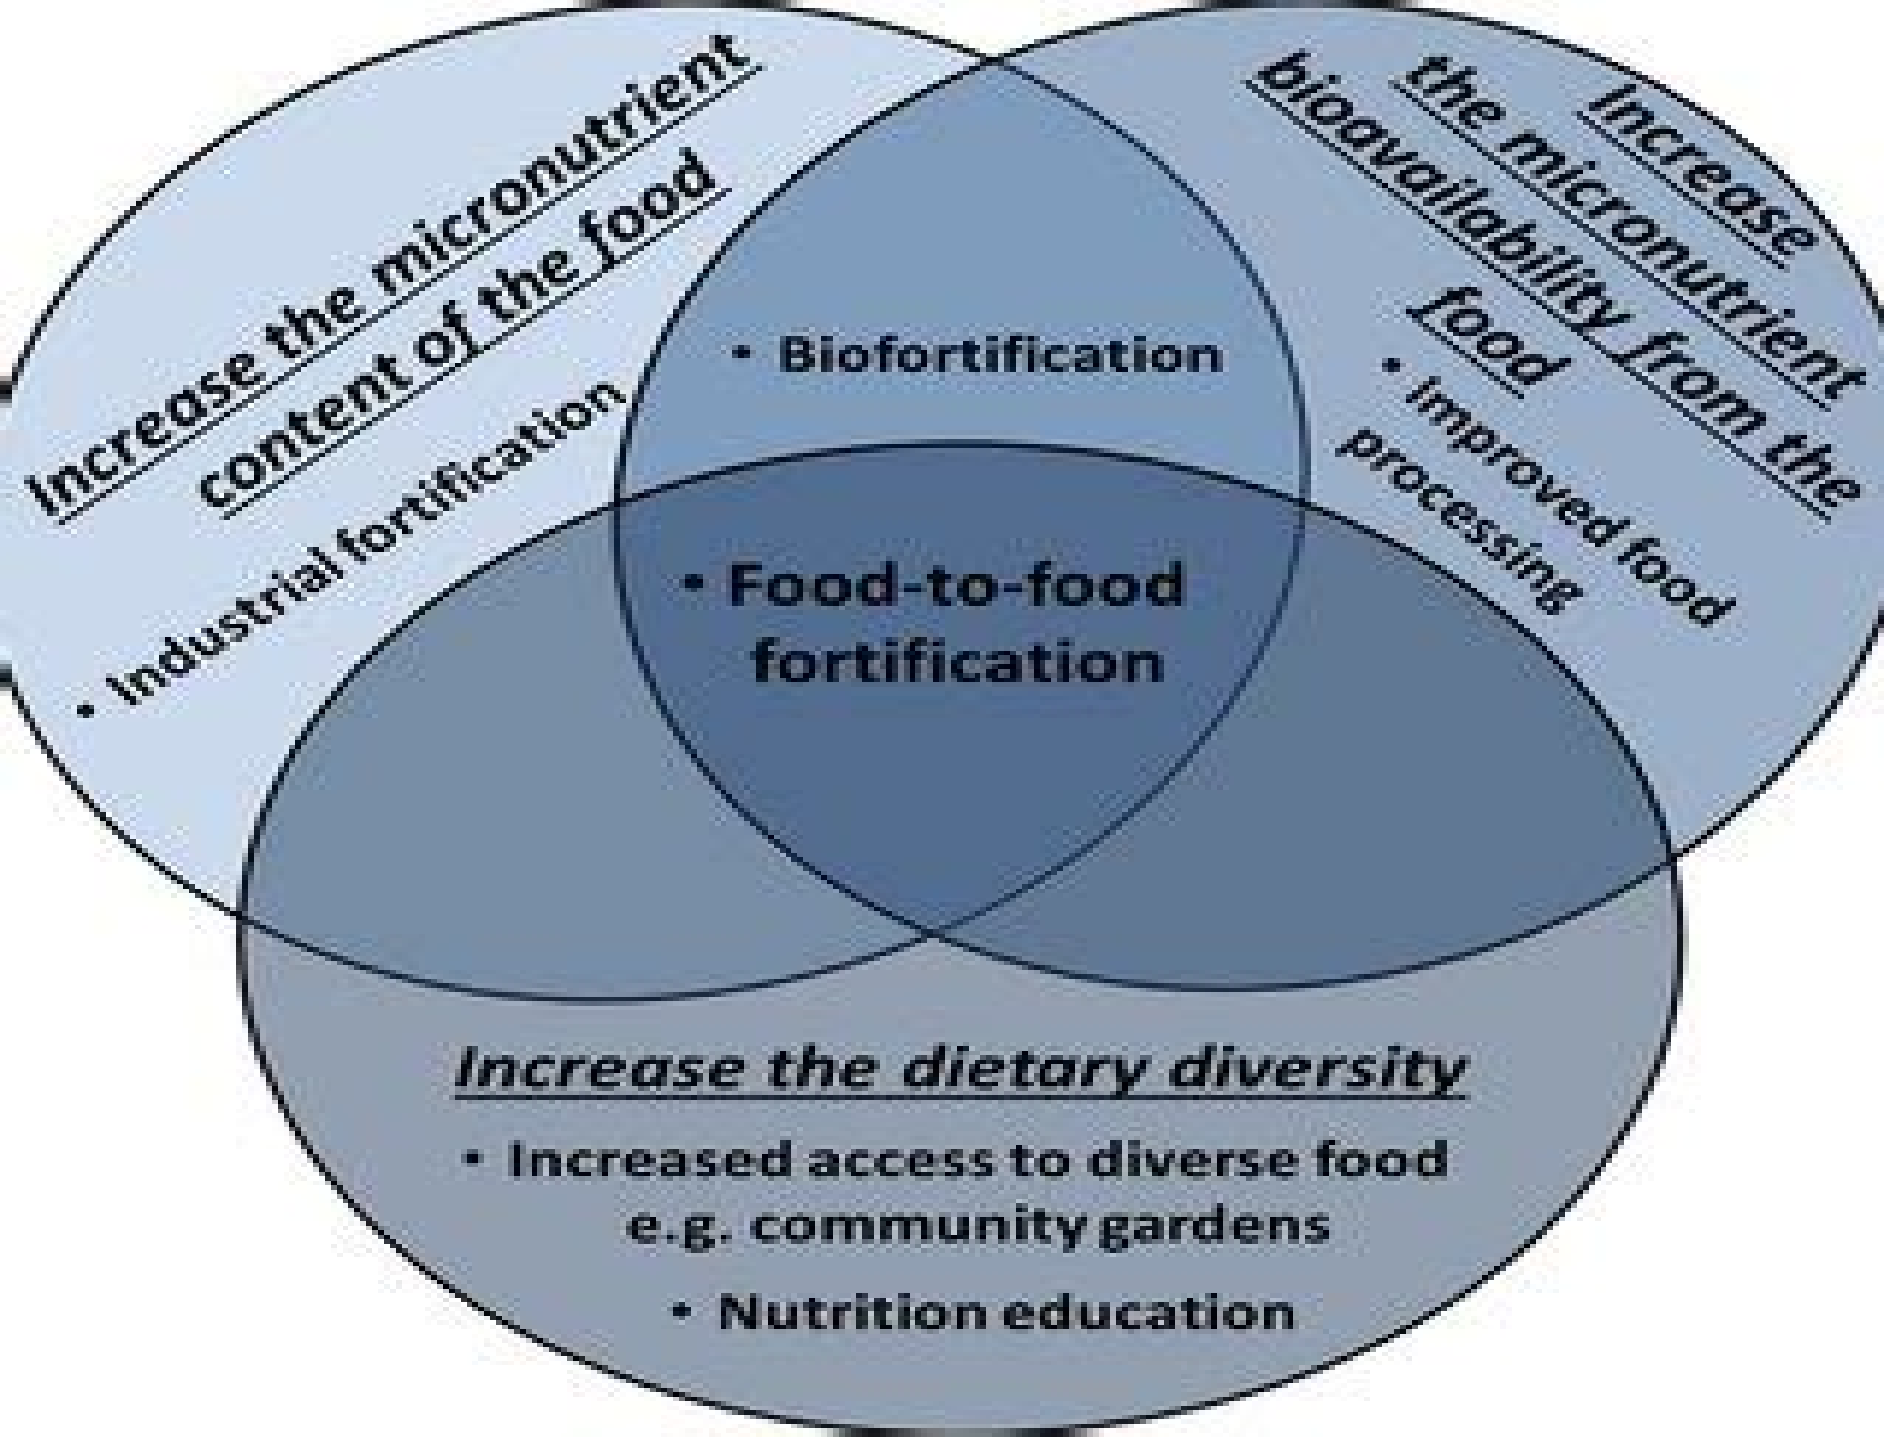 Increase the micronutrient
content of the food
• Industrial fortification
Increase
the micronutrient
bioavailability from the
food
• improved food
processing
• Biofortification
• Food-to-food
fortification
Increase the dietary diversity
• Increased access to diverse food
e.g. community gardens
• Nutrition education